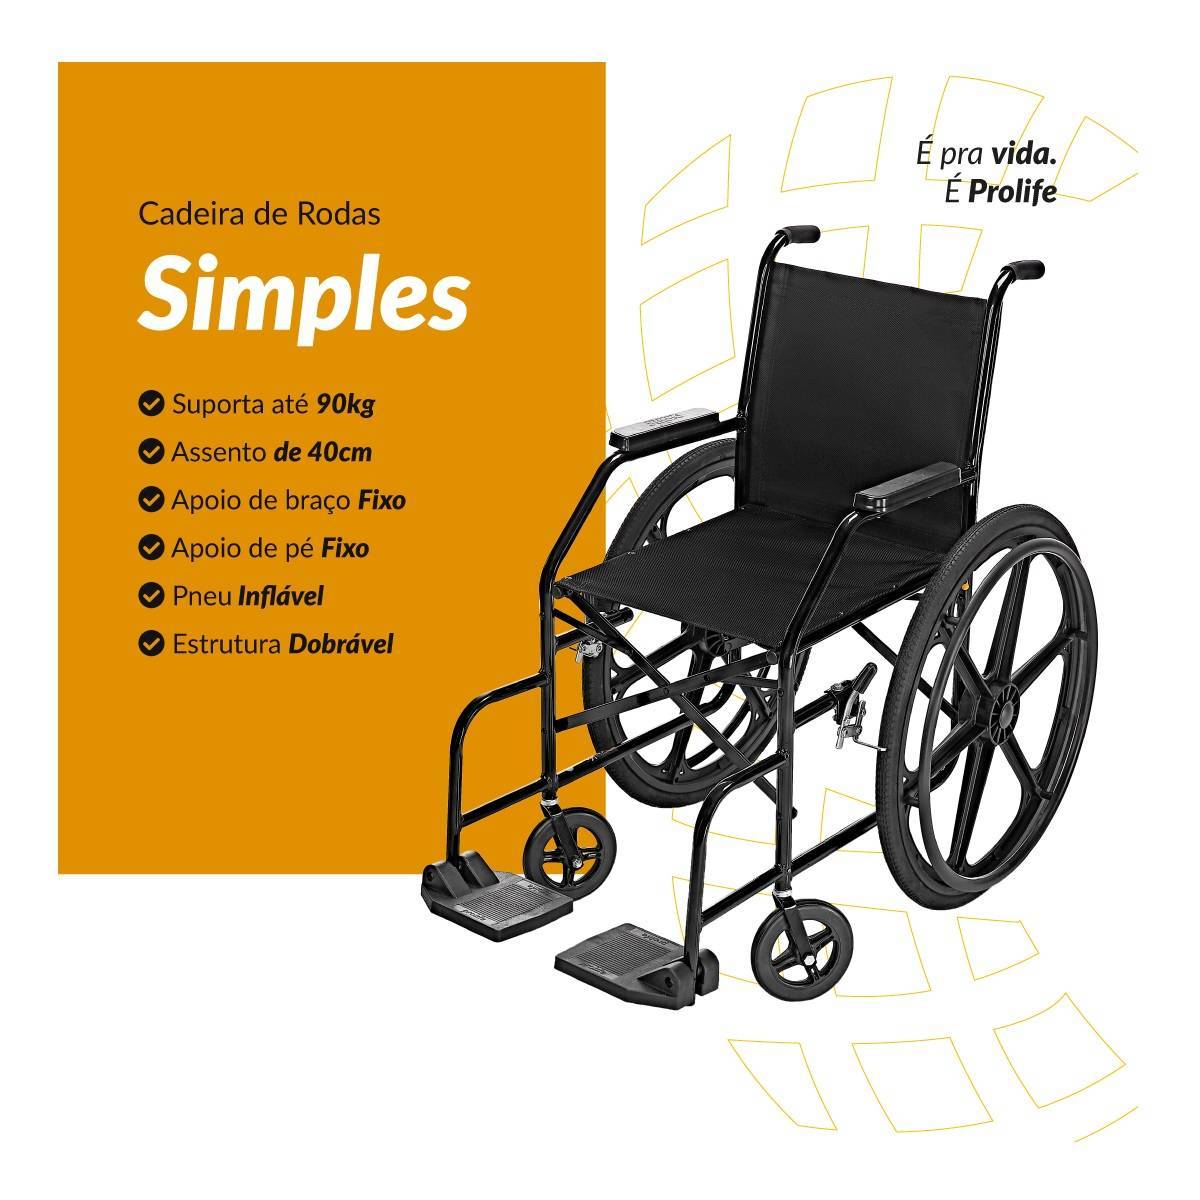 Cadeira de Rodas
Simples
Suporta até 90kg
Assento de 40cm
Apoio de braço Fixo
Apoio de pé Fixo
Pneu Inflável
Estrutura Dobrável
É pra vida.
É Prolife